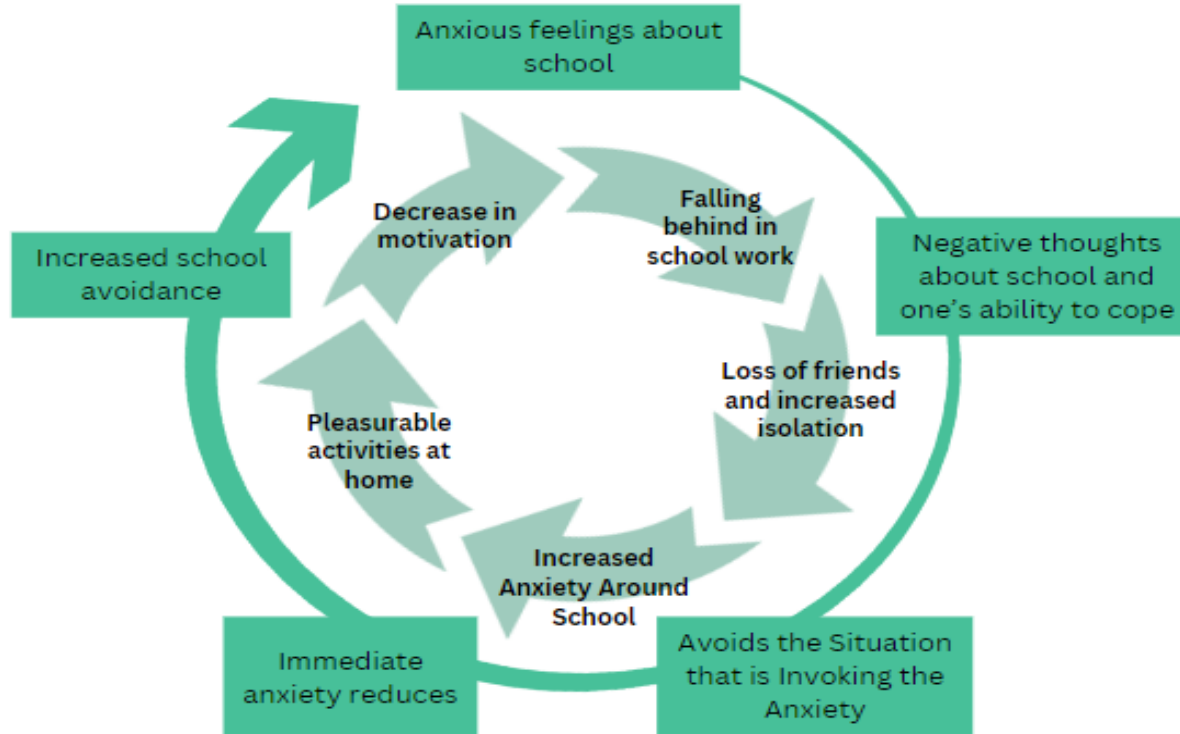 Anxious feelings about
school
Negative thoughts
about school and
one's ability to cope
Avoids the Situation
that is Invoking the
Anxiety
Immediate
anxiety reduces
Increased school
avoidance
Falling
behind in
school work
Loss of friends
and increased
isolation
Increased
Anxiety Around
School
Pleasurable
activities at
home
Decrease in
motivation